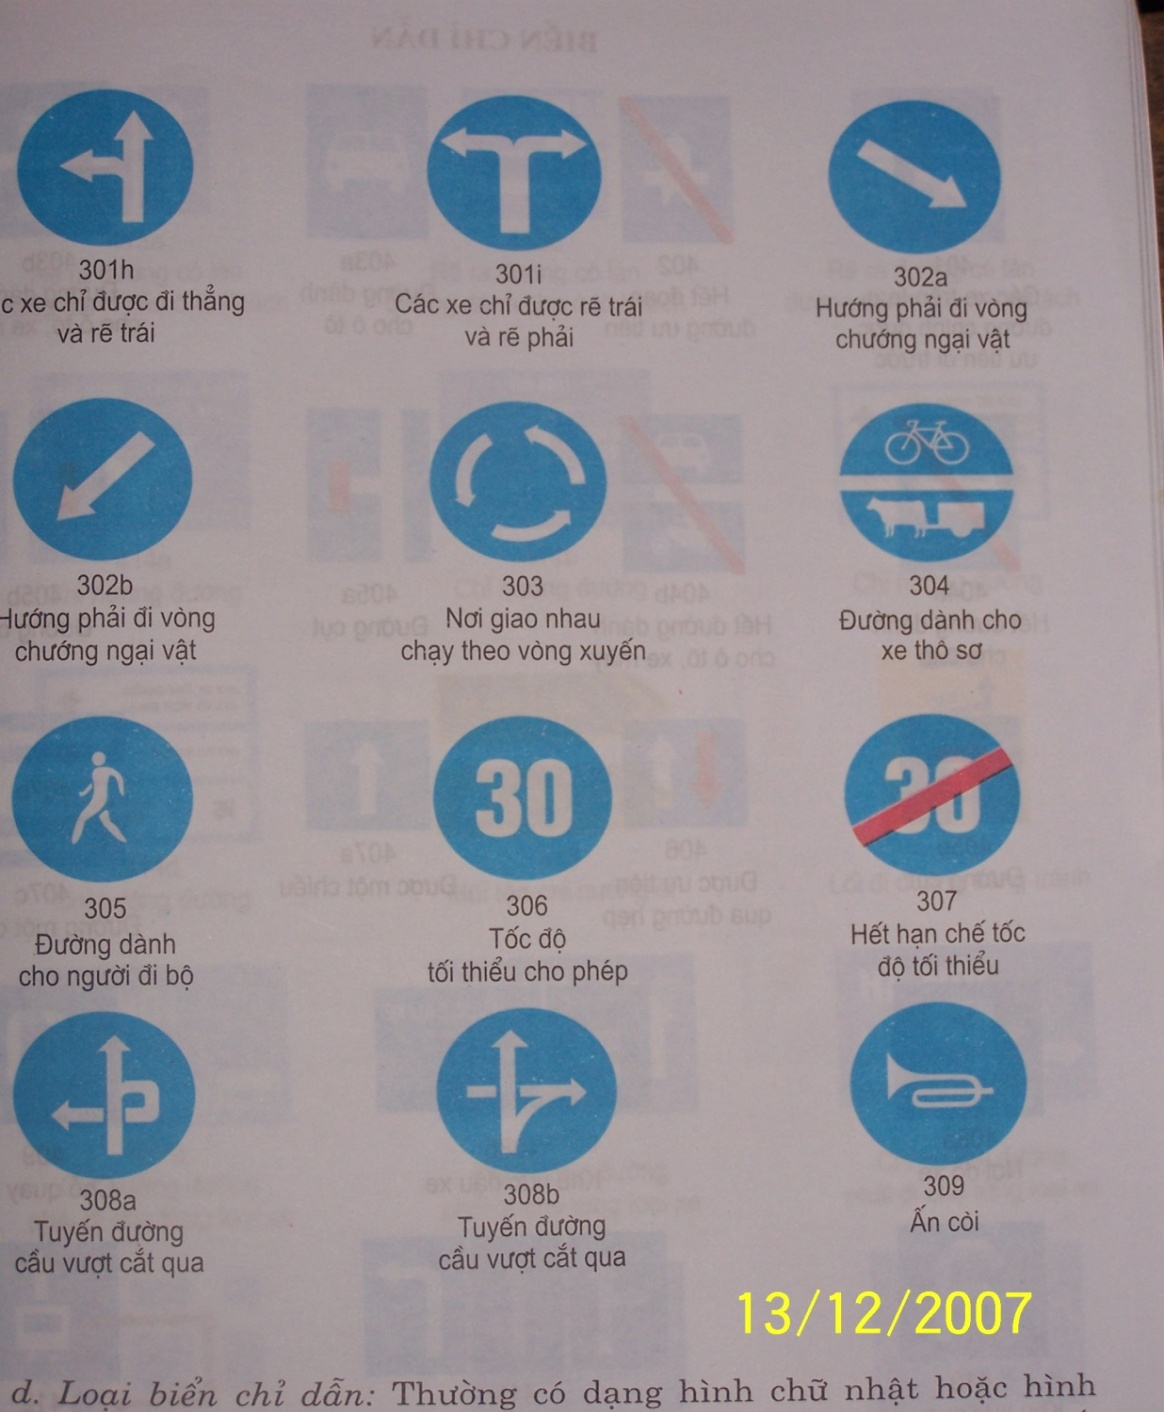 301h
c xe chỉ được đi thẳng
và rẽ trái
301i
Các xe chỉ được rẽ trái
và rẽ phải
302a
Hướng phải đi vòng
chướng ngại vật
302b
Hướng phải đi vòng
chướng ngại vật
303
Nơi giao nhau
chạy theo vòng xuyến
304
Đường dành cho
xe thô sơ
305
Đường dành
cho người đi bộ
30
306
Tốc độ
tối thiểu cho phép
30
307
Hết hạn chế tốc
độ tối thiểu
308a
Tuyến đường
cầu vượt cắt qua
308b
Tuyến đường
cầu vượt cắt qua
309
Ấn còi
13/12/2007
d. Loại biển chỉ dẫn: Thường có dạng hình chữ nhật hoặc hình